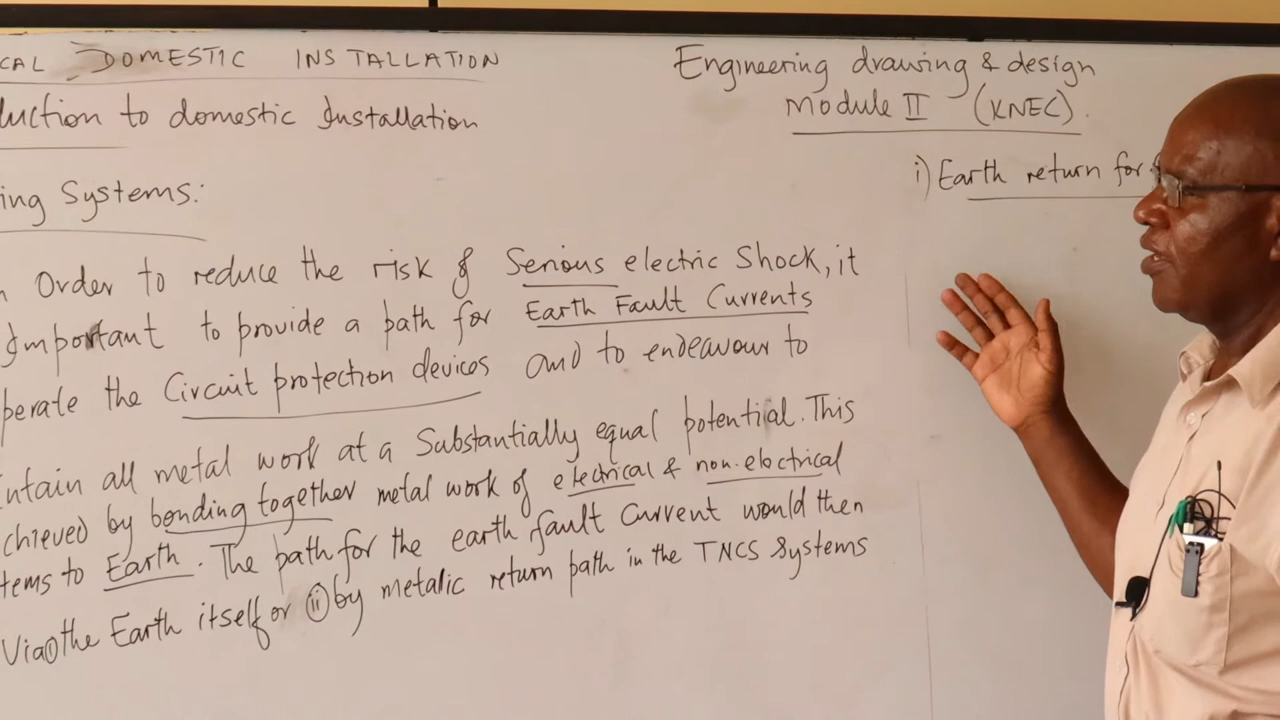 CAL DOMESTIC INSTALLATION
duction to domestic Installation
ing Systems:
n Order to reduce the risk of Serious electric Shock, it
Important to provide a path for Earth Fault Currents
perate the Circuit protection devices and to endeavour to
intain all metal work at a Substantially equal potential. This
chieved by bonding together metal work of electrical & non-electrical
tems to Earth. The path for the earth fault Current would then
Via (i) the Earth itself or (ii) by metalic return path in the TNCS Systems
Engineering drawing & design
Module II (KNEC).
i) Earth return for